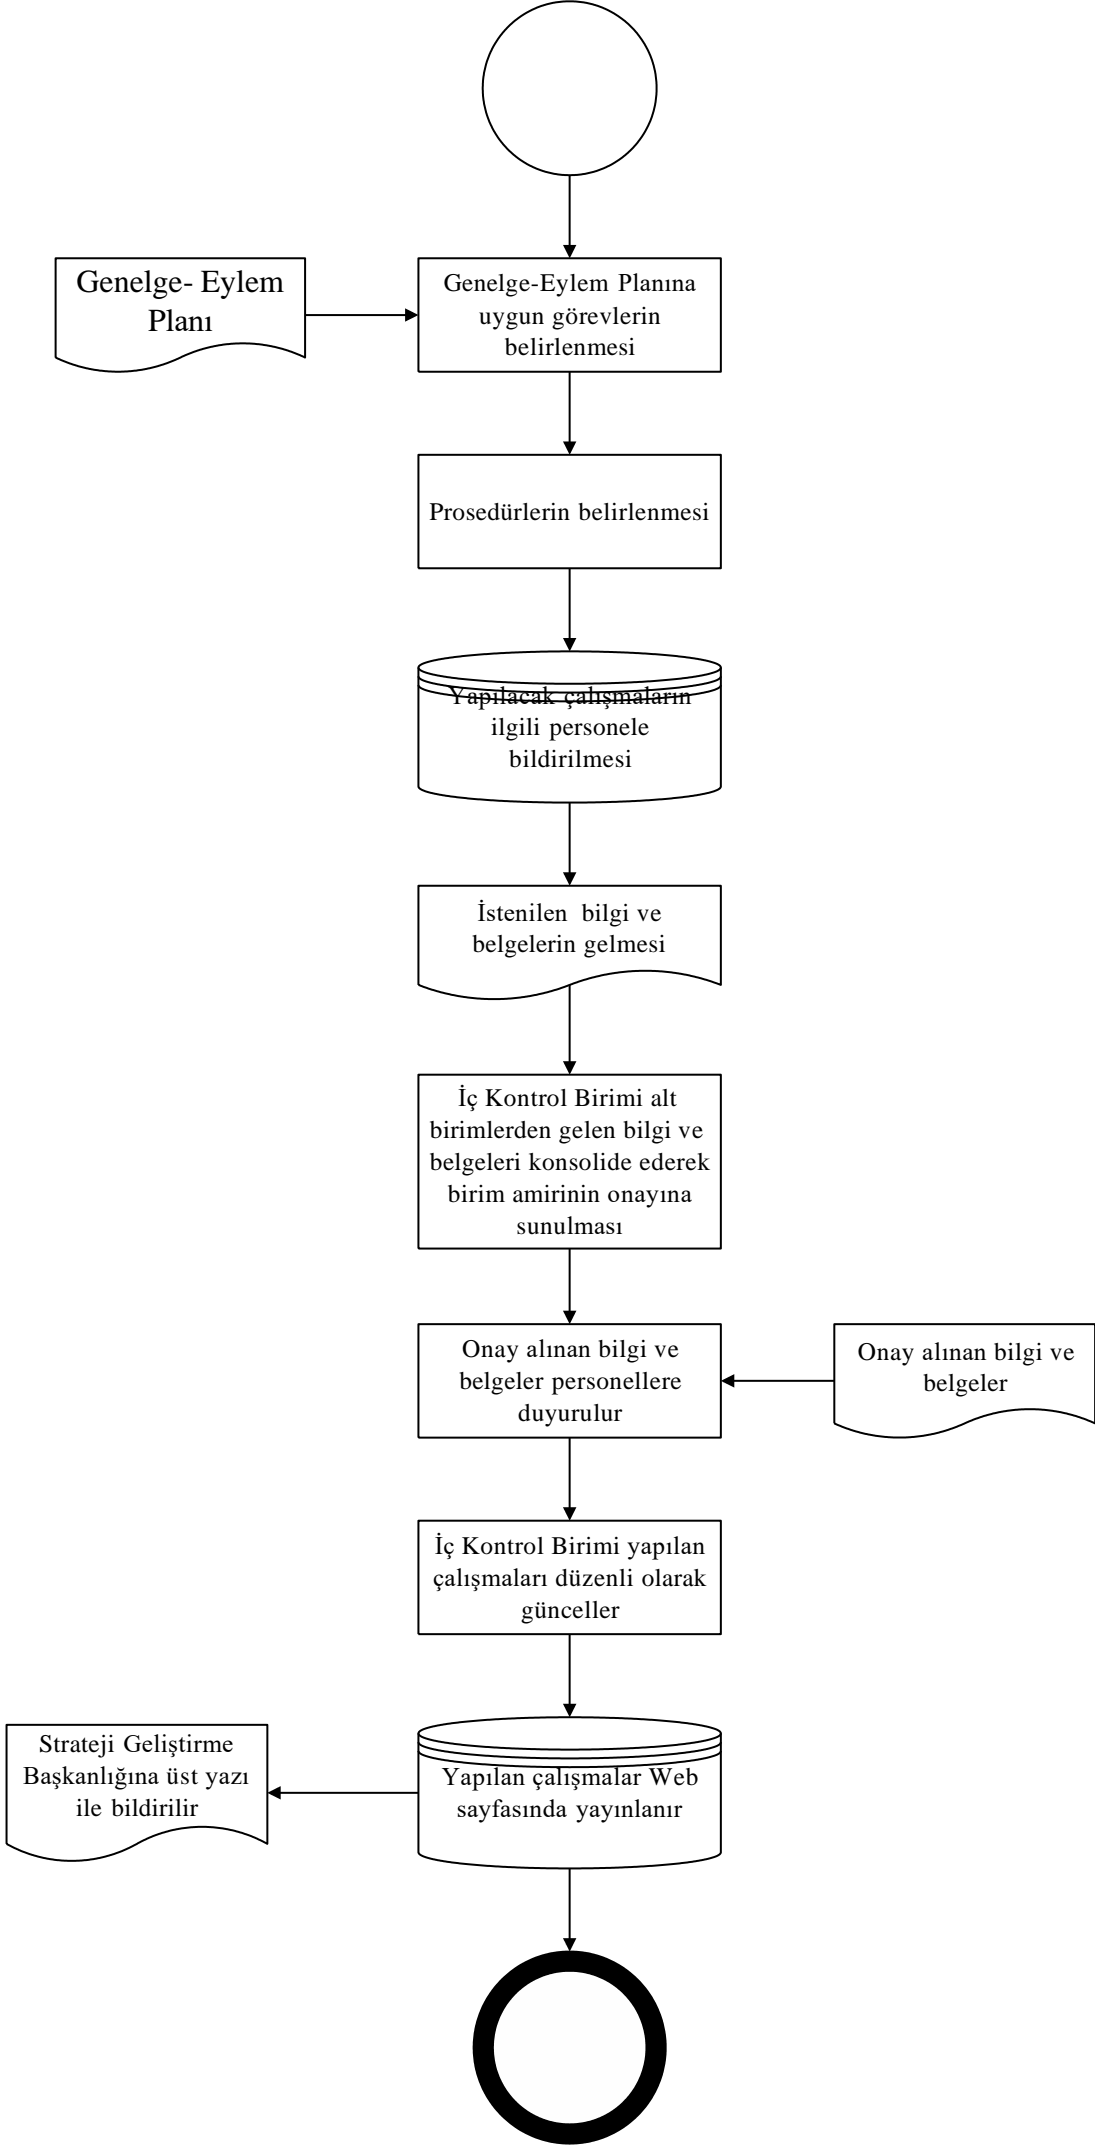 Genelge- Eylem
Planı
Genelge-Eylem Planına
uygun görevlerin
belirlenmesi
Prosedürlerin belirlenmesi
Yapılacak çalışmaların
ilgili personele
bildirilmesi
İstenilen  bilgi ve
belgelerin gelmesi
İç Kontrol Birimi alt
birimlerden gelen bilgi ve
belgeleri konsolide ederek
birim amirinin onayına
sunulması
Onay alınan bilgi ve
belgeler personellere
duyurulur
Onay alınan bilgi ve
belgeler
İç Kontrol Birimi yapılan
çalışmaları düzenli olarak
günceller
Strateji Geliştirme
Başkanlığına üst yazı
ile bildirilir
Yapılan çalışmalar Web
sayfasında yayınlanır